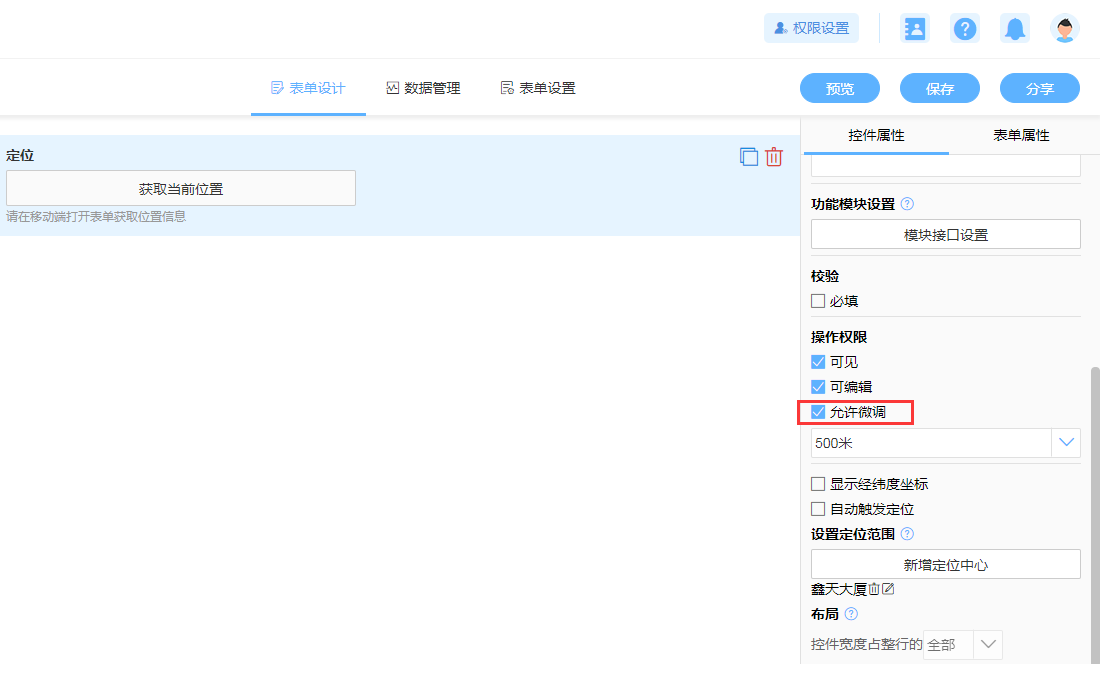 权限设置
表单设计
数据管理
表单设置
预览
保存
分享
控件属性
表单属性
定位
获取当前位置
请在移动端打开表单获取位置信息
功能模块设置
模块接口设置
校验
必填
操作权限
可见
可编辑
允许微调
500米
显示经纬度坐标
自动触发定位
设置定位范围
新增定位中心
鑫天大厦
布局
控件宽度占整行的 全部